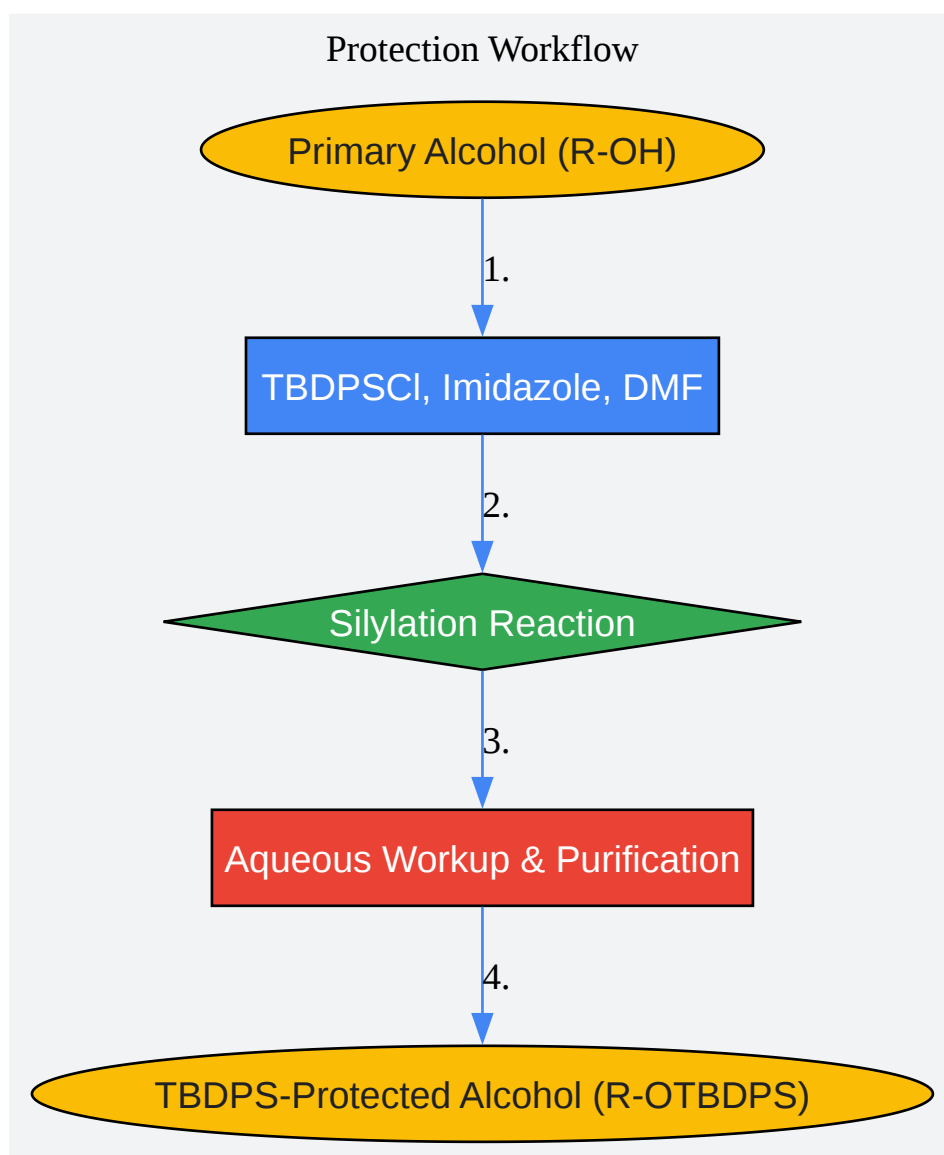 Protection Workflow
Primary Alcohol (R-OH)
1.
TBDPSCl, Imidazole, DMF
2.
Silylation Reaction
3.
Aqueous Workup & Purification
4.
TBDPS-Protected Alcohol (R-OTBDPS)